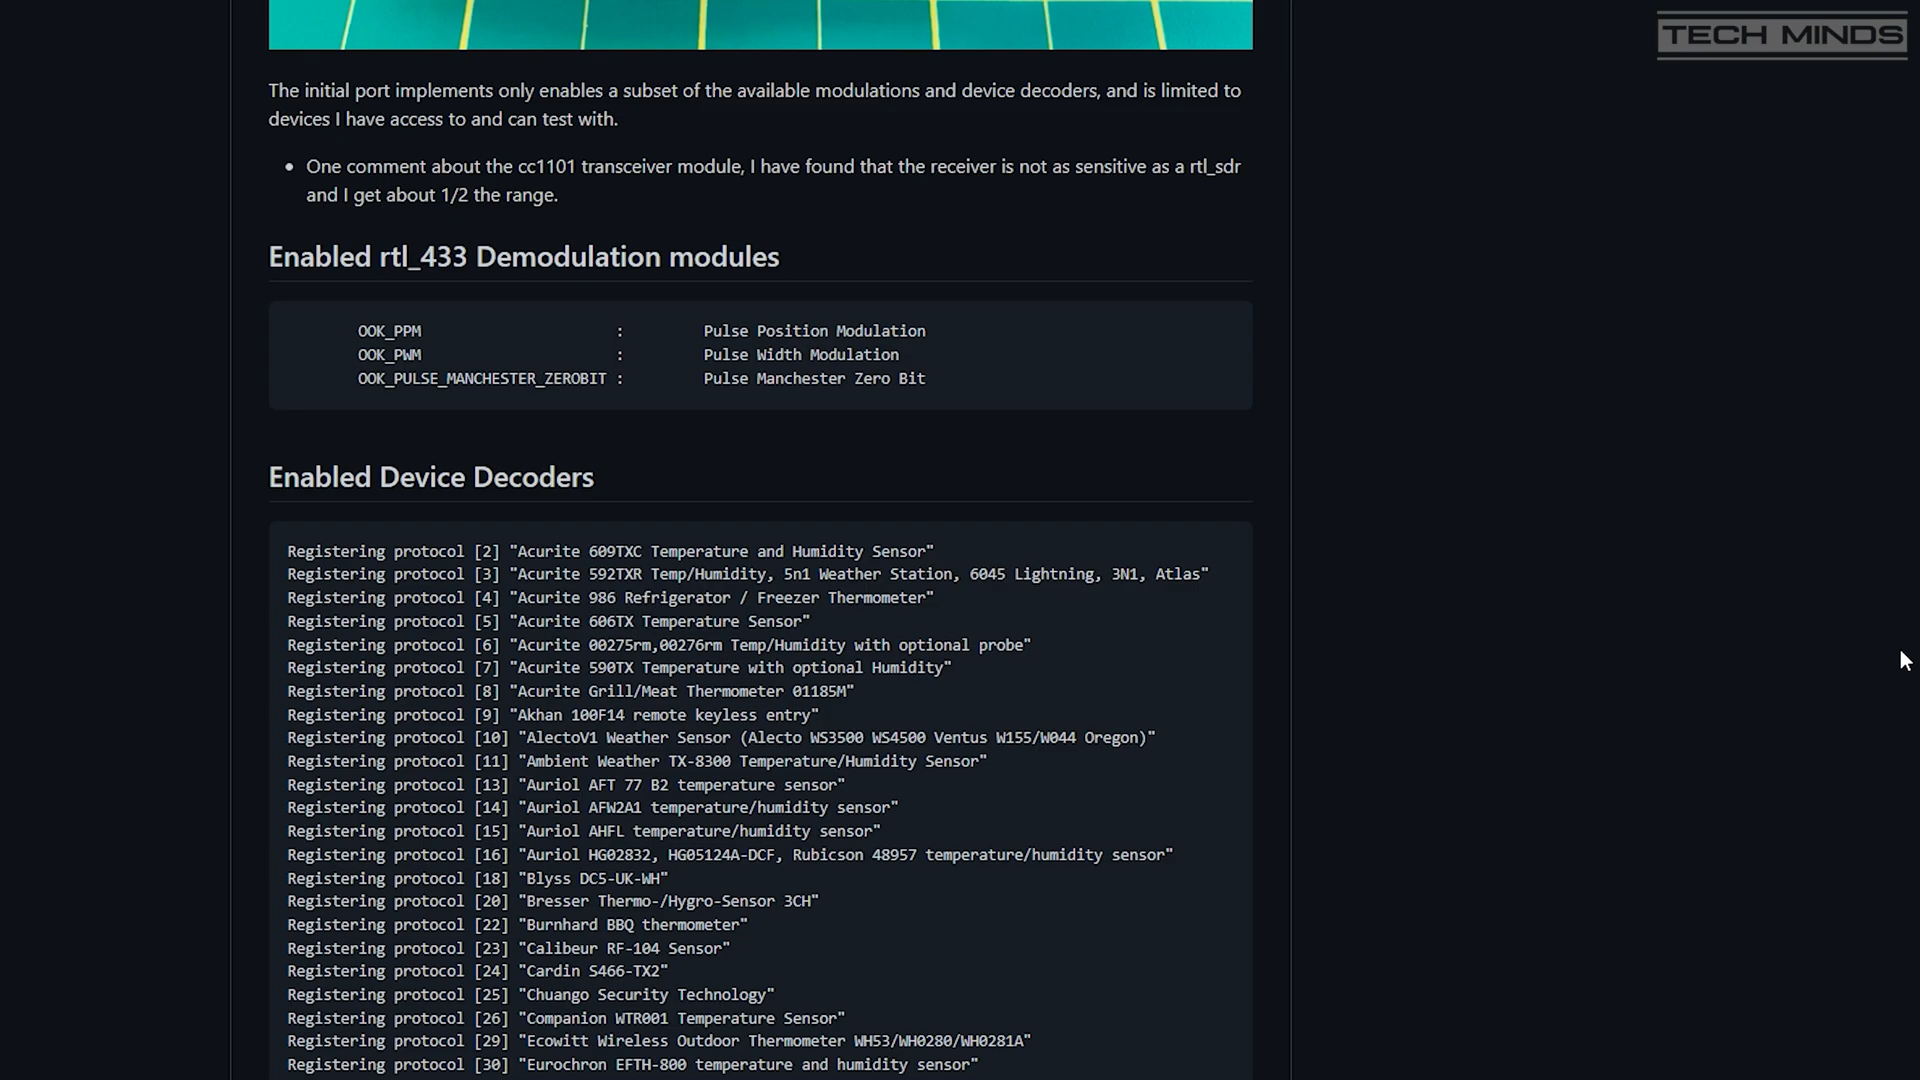 TECH MINDS
The initial port implements only enables a subset of the available modulations and device decoders, and is limited to
devices I have access to and can test with.
One comment about the cc1101 transceiver module, I have found that the receiver is not as sensitive as a rtl_sdr
and I get about 1/2 the range.
Enabled rtl_433 Demodulation modules
OOK_PPM : Pulse Position Modulation
OOK_PWM : Pulse Width Modulation
OOK_PULSE_MANCHESTER_ZEROBIT : Pulse Manchester Zero Bit
Enabled Device Decoders
Registering protocol [2] "Acurite 609TXC Temperature and Humidity Sensor"
Registering protocol [3] "Acurite 592TXR Temp/Humidity, 5n1 Weather Station, 6045 Lightning, 3N1, Atlas"
Registering protocol [4] "Acurite 986 Refrigerator / Freezer Thermometer"
Registering protocol [5] "Acurite 606TX Temperature Sensor"
Registering protocol [6] "Acurite 00275rm,00276rm Temp/Humidity with optional probe"
Registering protocol [7] "Acurite 590TX Temperature with optional Humidity"
Registering protocol [8] "Acurite Grill/Meat Thermometer 01185M"
Registering protocol [9] "Akhan 100F14 remote keyless entry"
Registering protocol [10] "AlectoV1 Weather Sensor (Alecto WS3500 WS4500 Ventus W155/W044 Oregon)"
Registering protocol [11] "Ambient Weather TX-8300 Temperature/Humidity Sensor"
Registering protocol [13] "Auriol AFT 77 B2 temperature sensor"
Registering protocol [14] "Auriol AFW2A1 temperature/humidity sensor"
Registering protocol [15] "Auriol AHFL temperature/humidity sensor"
Registering protocol [16] "Auriol HG02832, HG05124A-DCF, Rubicson 48957 temperature/humidity sensor"
Registering protocol [18] "Blyss DC5-UK-WH"
Registering protocol [20] "Bresser Thermo-/Hygro-Sensor 3CH"
Registering protocol [22] "Burnhard BBQ thermometer"
Registering protocol [23] "Calibeur RF-104 Sensor"
Registering protocol [24] "Cardin S466-TX2"
Registering protocol [25] "Chuango Security Technology"
Registering protocol [26] "Companion WTR001 Temperature Sensor"
Registering protocol [29] "Ecowitt Wireless Outdoor Thermometer WH53/WH0280/WH0281A"
Registering protocol [30] "Eurochron EFTH-800 temperature and humidity sensor"